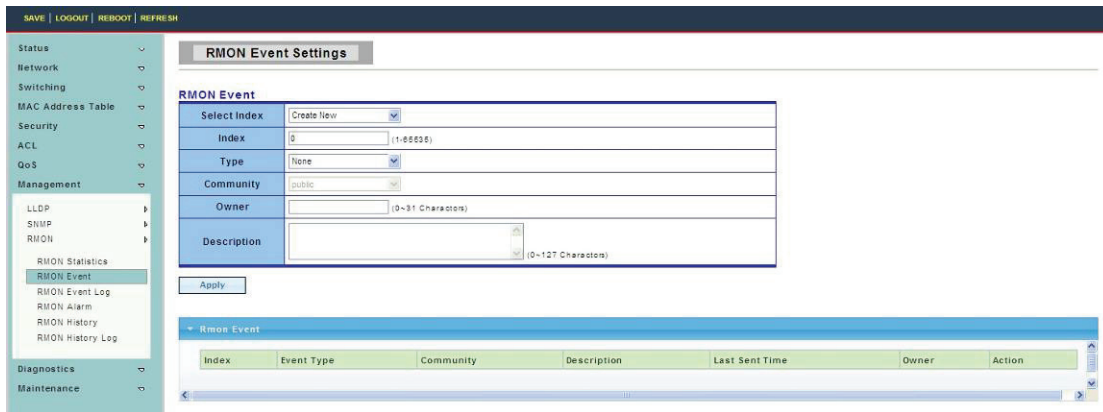 SAVE | LOGOUT | REBOOT | REFRESH
Status
Network
Switching
MAC Address Table
Security
ACL
QoS
Management
LLDP
SNMP
RMON
RMON Statistics
RMON Event
RMON Event Log
RMON Alarm
RMON History
RMON History Log
Diagnostics
Maintenance
RMON Event Settings
RMON Event
Select Index Create New
Index 0 (1-65535)
Type None
Community public
Owner (0~31 Charactors)
Description (0~127 Charactors)
Apply
Rmon Event
Index Event Type Community Description Last Sent Time Owner Action